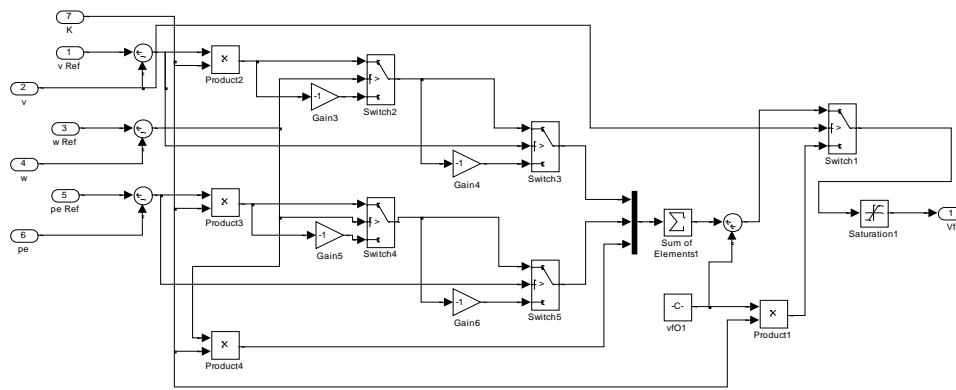 7
K
1
v Ref
2
v
3
w Ref
4
w
5
pe Ref
6
pe
×
Product2
-1
Gain3
>
Switch2
-1
Gain4
>
Switch3
×
Product3
-1
Gain5
>
Switch4
-1
Gain6
>
Switch5
×
Product4
Σ
Sum of
Elements1
-C-
vfO1
×
Product1
>
Switch1
Saturation1
1
Vf